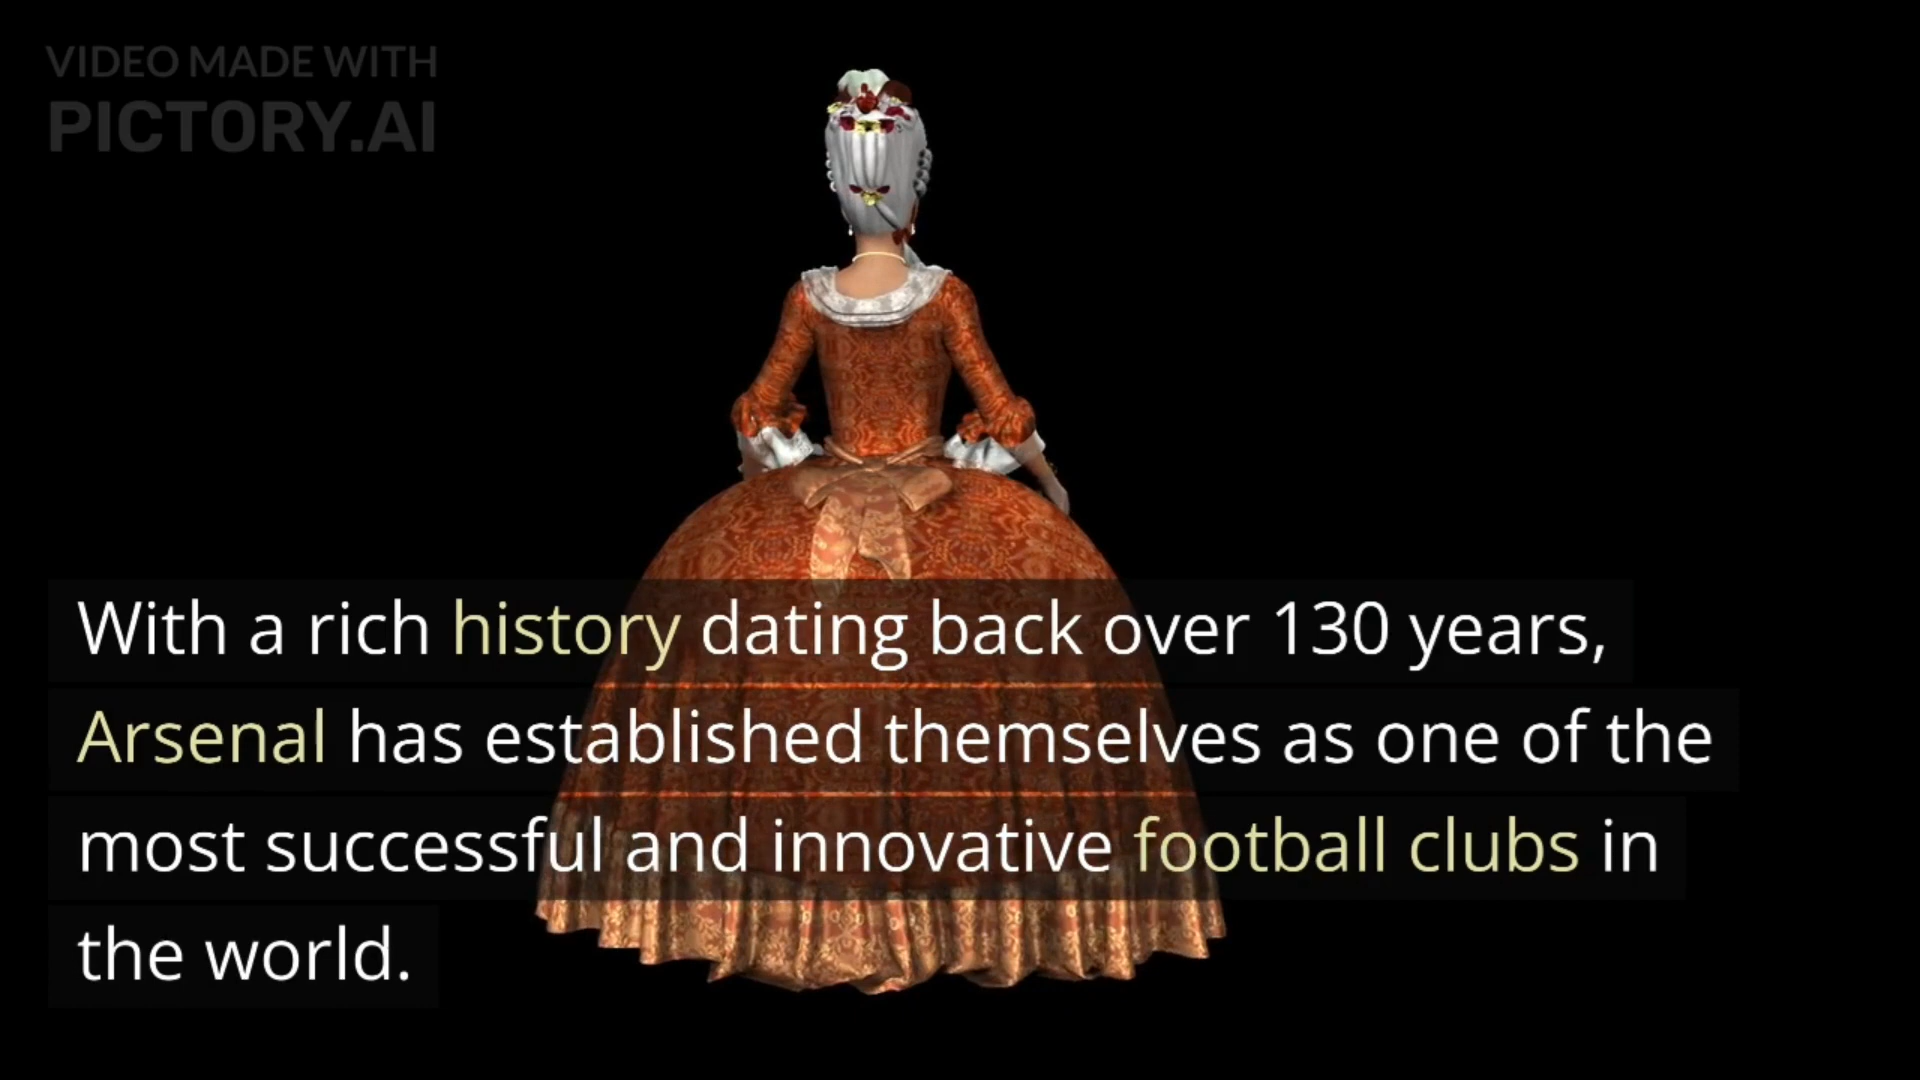 VIDEO MADE WITH
PICTORY.AI
With a rich history dating back over 130 years,
Arsenal has established themselves as one of the
most successful and innovative football clubs in
the world.